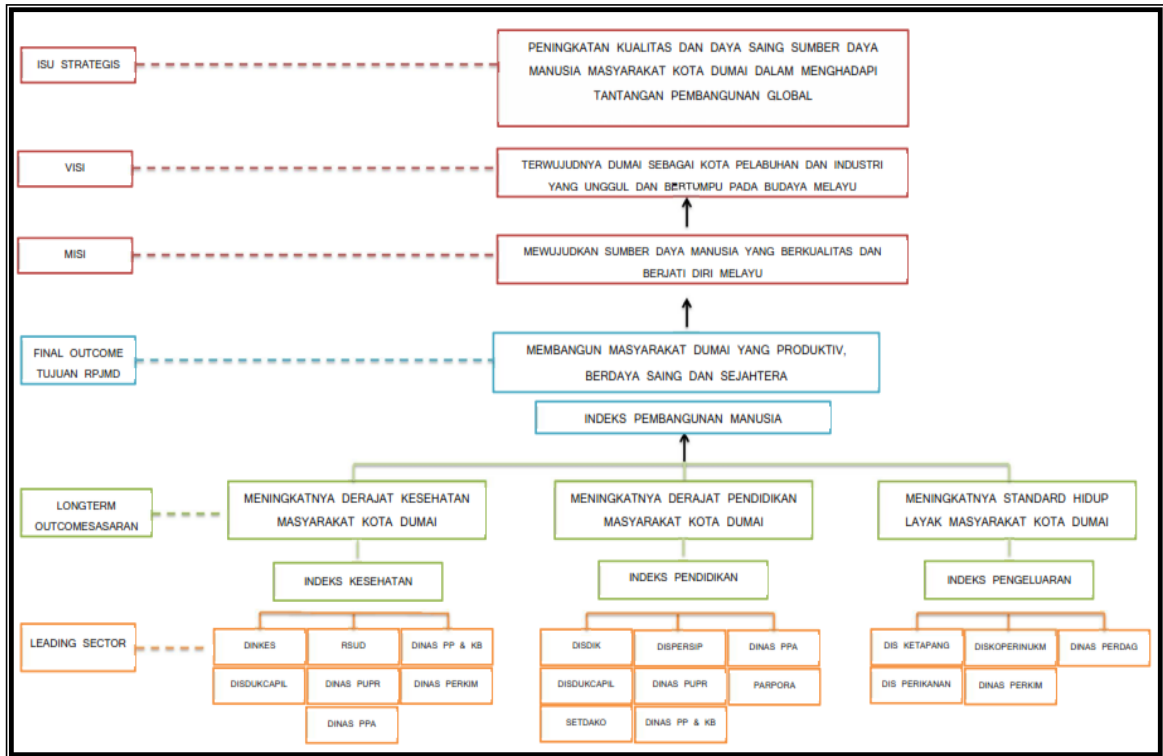 ISU STRATEGIS
PENINGKATAN KUALITAS DAN DAYA SAING SUMBER DAYA
MANUSIA MASYARAKAT KOTA DUMAI DALAM MENGHADAPI
TANTANGAN PEMBANGUNAN GLOBAL
VISI
TERWUJUDNYA DUMAI SEBAGAI KOTA PELABUHAN DAN INDUSTRI
YANG UNGGUL DAN BERTUMPU PADA BUDAYA MELAYU
MISI
MEWUJUDKAN SUMBER DAYA MANUSIA YANG BERKUALITAS DAN
BERJATI DIRI MELAYU
FINAL OUTCOME
TUJUAN RPJMD
MEMBANGUN MASYARAKAT DUMAI YANG PRODUKTIV,
BERDAYA SAING DAN SEJAHTERA
INDEKS PEMBANGUNAN MANUSIA
LONGTERM
OUTCOMESASARAN
MENINGKATNYA DERAJAT KESEHATAN
MASYARAKAT KOTA DUMAI
MENINGKATNYA DERAJAT PENDIDIKAN
MASYARAKAT KOTA DUMAI
MENINGKATNYA STANDARD HIDUP
LAYAK MASYARAKAT KOTA DUMAI
INDEKS KESEHATAN
INDEKS PENDIDIKAN
INDEKS PENGELUARAN
LEADING SECTOR
DINKES
RSUD
DINAS PP & KB
DISDUKCAPIL
DINAS PUPR
DINAS PERKIM
DINAS PPA
DISDIK
DISPERSIP
DINAS PPA
DISDUKCAPIL
DINAS PUPR
PARPORA
SETDAKO
DINAS PP & KB
DIS KETAPANG
DISKOPERINUKM
DINAS PERDAG
DIS PERIKANAN
DINAS PERKIM